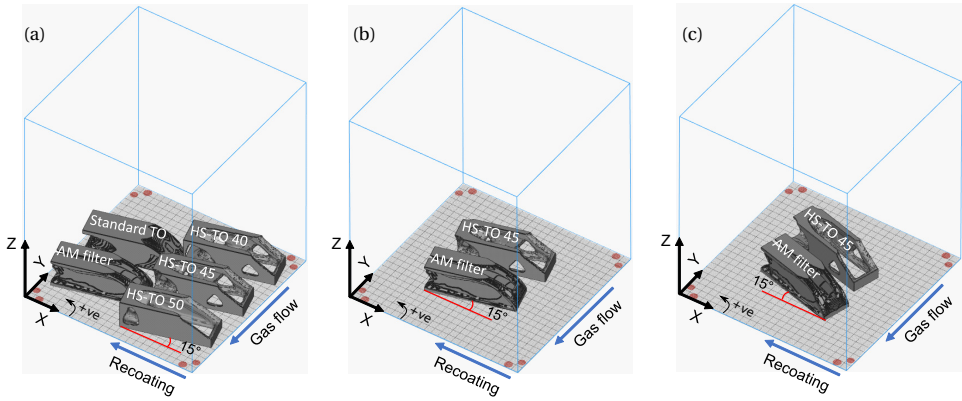 (a)
Standard TO
HS-TO 40
AM filter
HS-TO 45
HS-TO 50
Z
Y
X
+ve
15°
Gas flow
Recoating
(b)
HS-TO 45
AM filter
Z
Y
X
+ve
15°
Gas flow
Recoating
(c)
HS-TO 45
AM filter
Z
Y
X
+ve
15°
Gas flow
Recoating